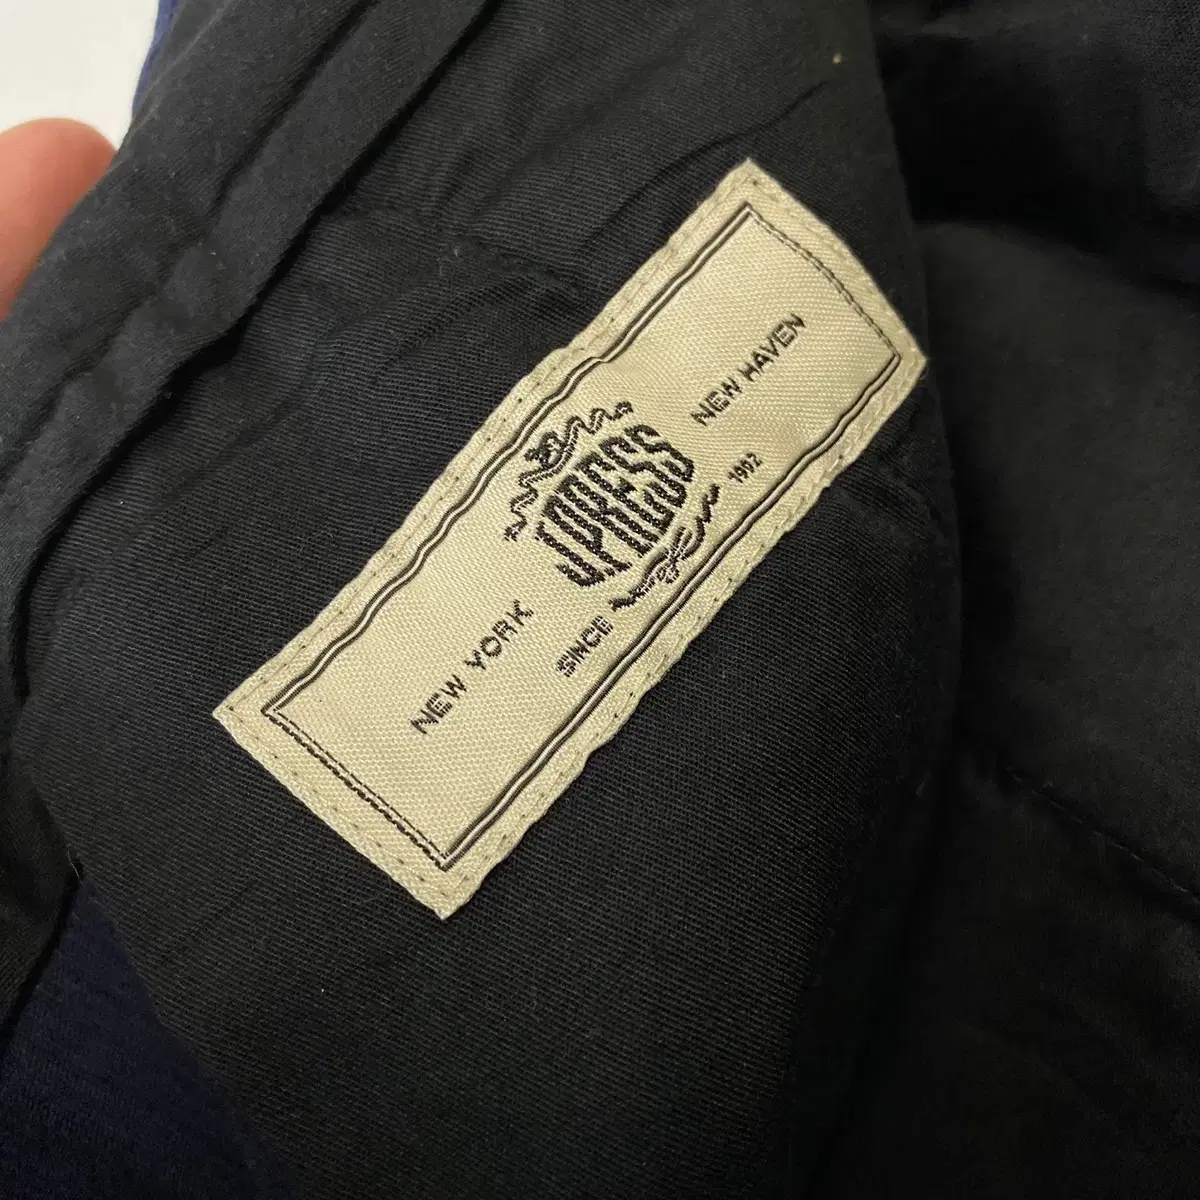 J.PRESS
NEW YORK
NEW HAVEN
SINCE 1902